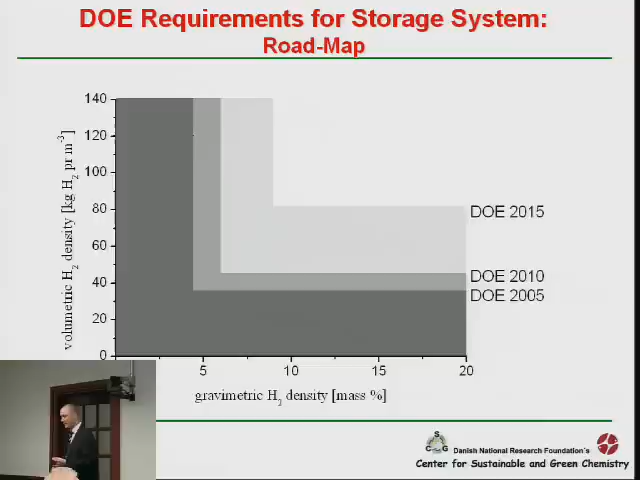 DOE Requirements for Storage System:
Road-Map
140
120
100
80
60
40
20
0
volumetric H2 density [kg H2 pr m-3]
DOE 2015
DOE 2010
DOE 2005
5
10
15
20
gravimetric H2 density [mass %]
CSG
Danish National Research Foundation's
Center for Sustainable and Green Chemistry